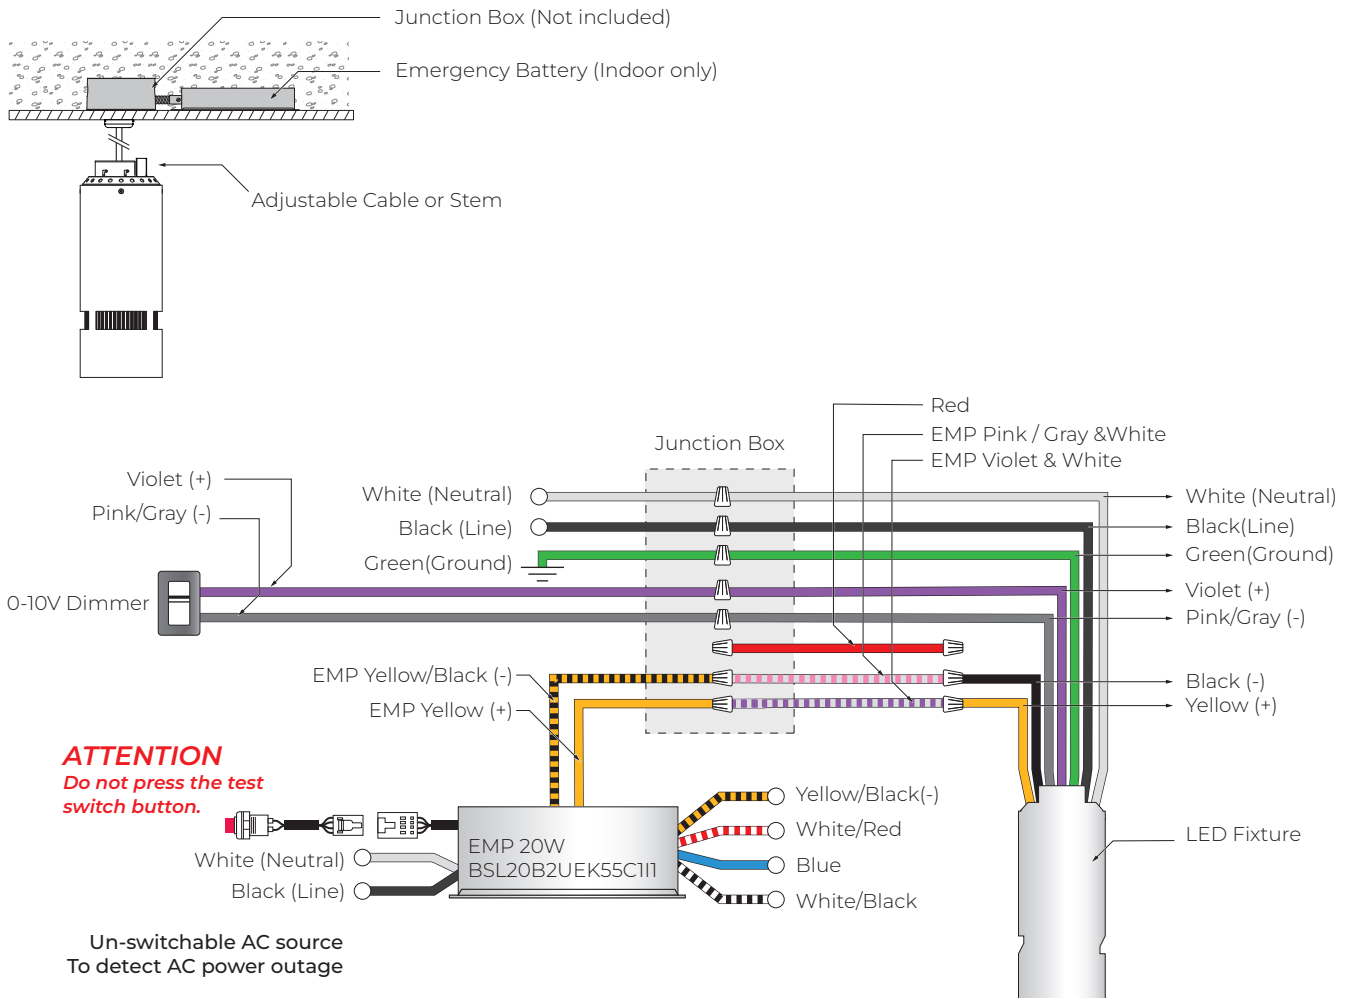 Junction Box (Not included)
Emergency Battery (Indoor only)
Adjustable Cable or Stem
Red
EMP Pink / Gray &White
EMP Violet & White
Junction Box
Violet (+)
Pink/Gray (-)
White (Neutral)
Black (Line)
Green(Ground)
0-10V Dimmer
White (Neutral)
Black(Line)
Green(Ground)
Violet (+)
Pink/Gray (-)
EMP Yellow/Black (-)
EMP Yellow (+)
Black (-)
Yellow (+)
ATTENTION
Do not press the test
switch button.
EMP 20W
BSL20B2UEK55C1I1
White (Neutral)
Black (Line)
Yellow/Black(-)
White/Red
Blue
White/Black
LED Fixture
Un-switchable AC source
To detect AC power outage